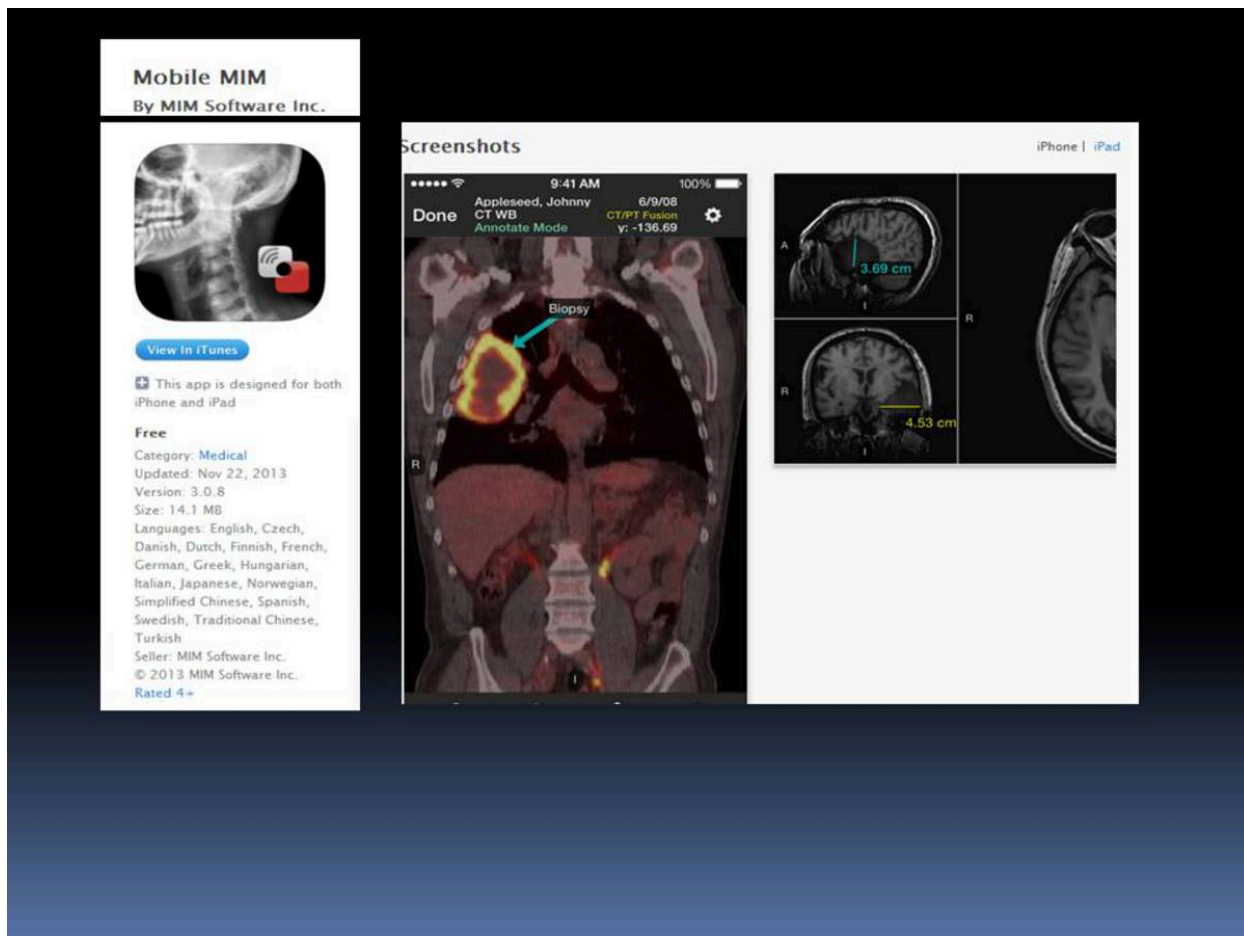 Mobile MIM
By MIM Software Inc.
View In iTunes
This app is designed for both
iPhone and iPad
Free
Category: Medical
Updated: Nov 22, 2013
Version: 3.0.8
Size: 14.1 MB
Languages: English, Czech,
Danish, Dutch, Finnish, French,
German, Greek, Hungarian,
Italian, Japanese, Norwegian,
Simplified Chinese, Spanish,
Swedish, Traditional Chinese,
Turkish
Seller: MIM Software Inc.
© 2013 MIM Software Inc.
Rated 4+
Screenshots
iPhone | iPad
9:41 AM 100%
Done
Appleseed, Johnny 6/9/08
CT WB CT/PT Fusion
Annotate Mode y: -136.69
Biopsy
R
I
A
3.69 cm
I
R
4.53 cm
I
R